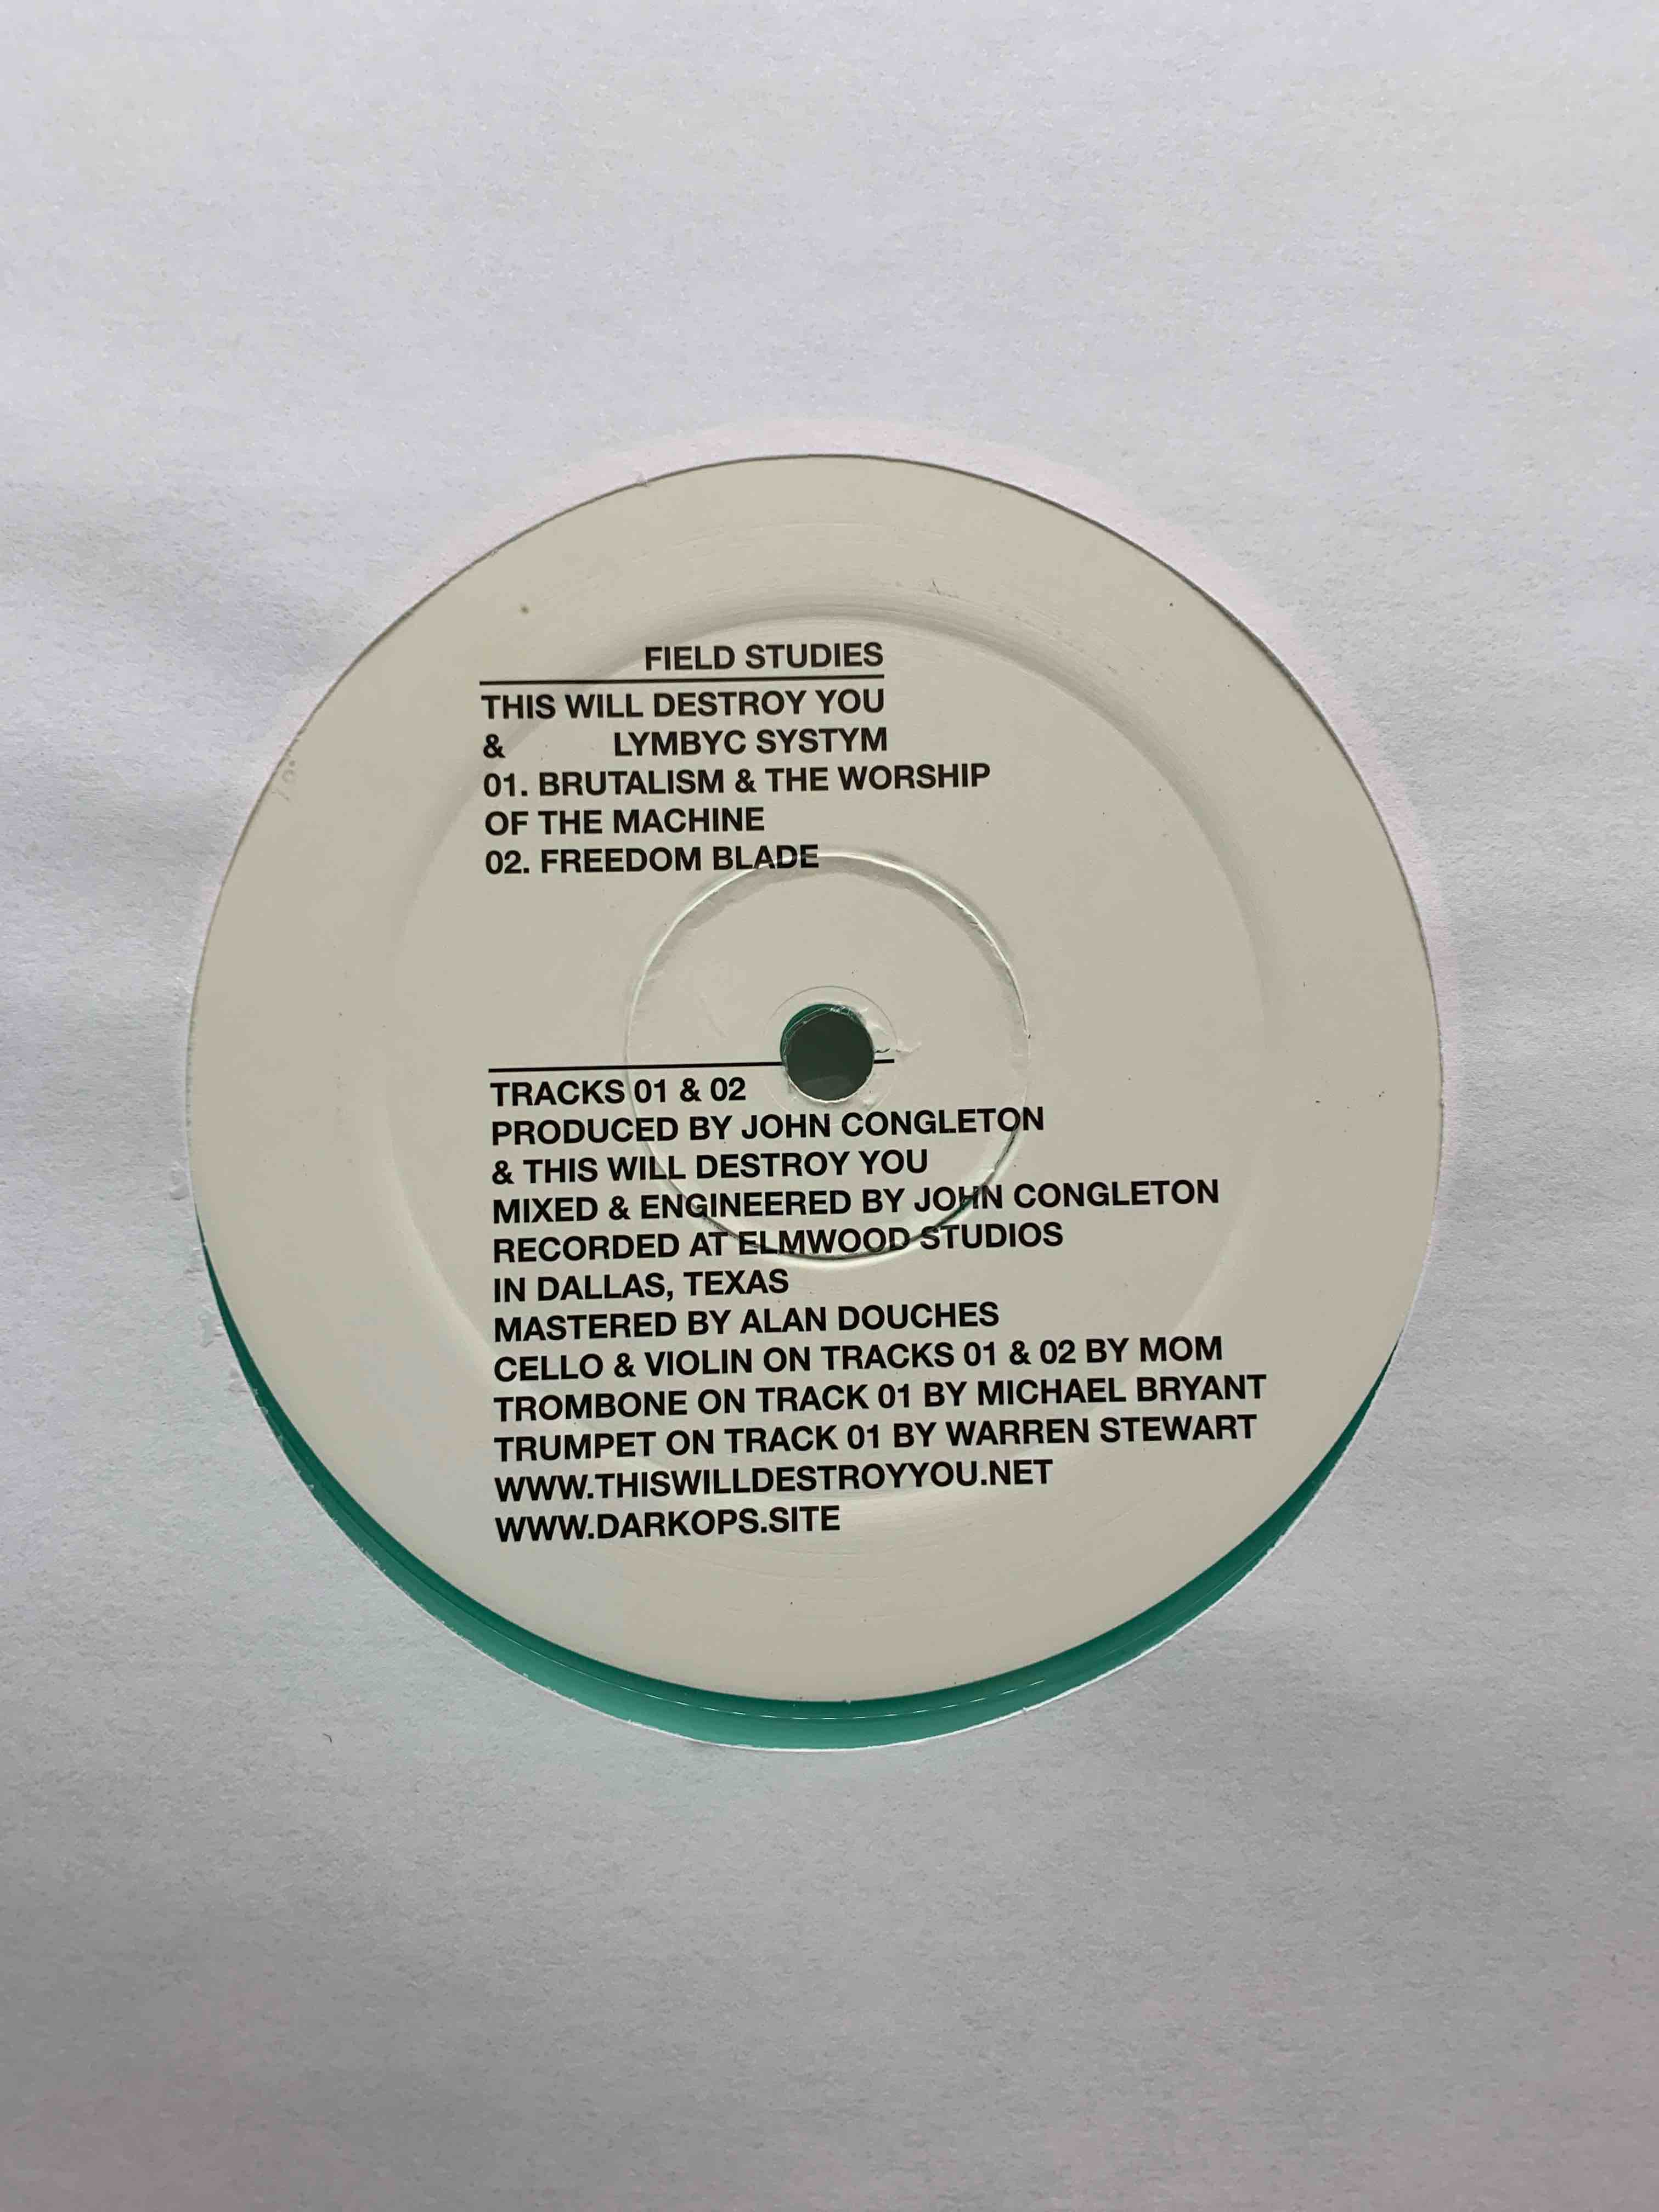 FIELD STUDIES
THIS WILL DESTROY YOU
& LYMBYC SYSTYM
01. BRUTALISM & THE WORSHIP
OF THE MACHINE
02. FREEDOM BLADE
TRACKS 01 & 02
PRODUCED BY JOHN CONGLETON
& THIS WILL DESTROY YOU
MIXED & ENGINEERED BY JOHN CONGLETON
RECORDED AT ELMWOOD STUDIOS
IN DALLAS, TEXAS
MASTERED BY ALAN DOUCHES
CELLO & VIOLIN ON TRACKS 01 & 02 BY MOM
TROMBONE ON TRACK 01 BY MICHAEL BRYANT
TRUMPET ON TRACK 01 BY WARREN STEWART
WWW.THISWILLDESTROYYOU.NET
WWW.DARKOPS.SITE